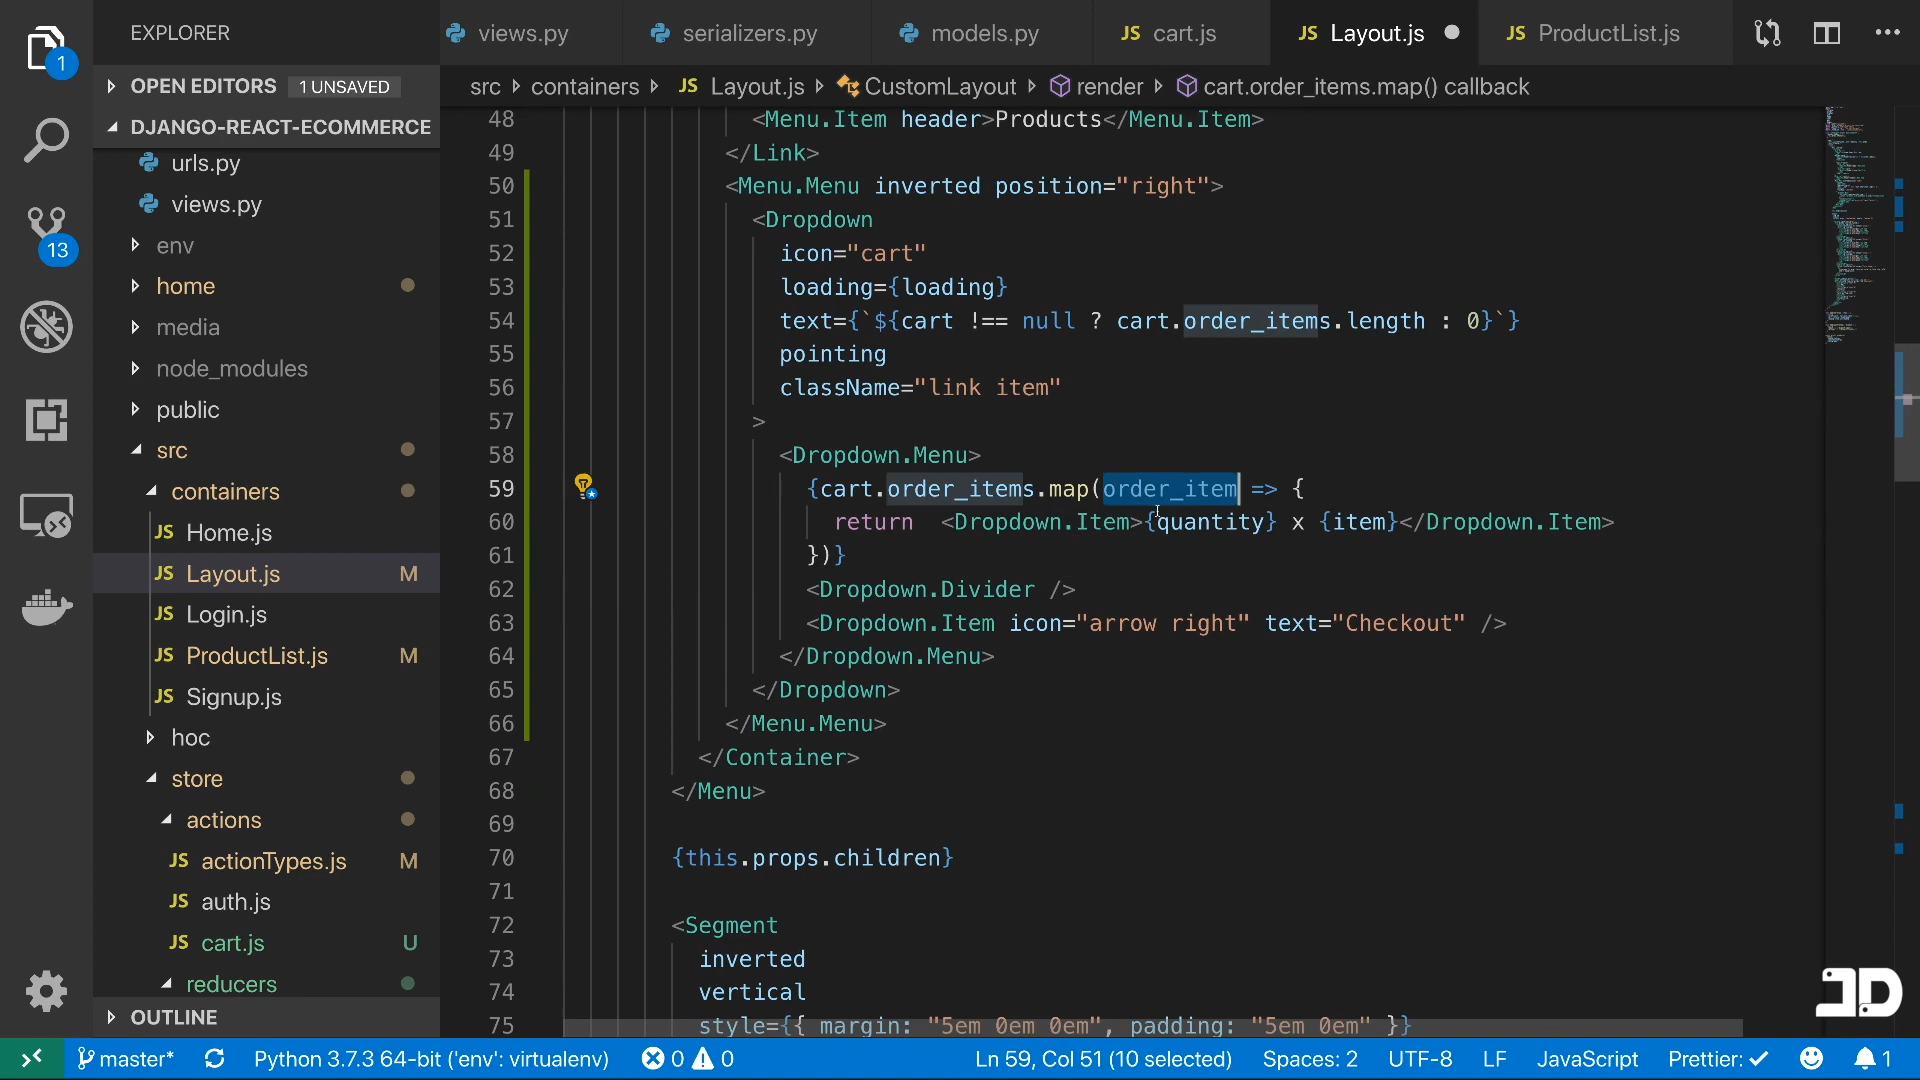 EXPLORER
views.py
serializers.py
models.py
JS cart.js
JS Layout.js
JS ProductList.js
1
OPEN EDITORS 1 UNSAVED
src containers JS Layout.js CustomLayout render cart.order_items.map() callback
DJANGO-REACT-ECOMMERCE
urls.py
views.py
env
home
media
node_modules
public
src
containers
JS Home.js
JS Layout.js M
JS Login.js
JS ProductList.js M
JS Signup.js
hoc
store
actions
JS actionTypes.js M
JS auth.js
JS cart.js U
reducers
OUTLINE
13
48 <Menu.Item header>Products</Menu.Item>
49 </Link>
50 <Menu.Menu inverted position="right">
51 <Dropdown
52 icon="cart"
53 loading={loading}
54 text={`${cart !== null ? cart.order_items.length : 0}`}
55 pointing
56 className="link item"
57 >
58 <Dropdown.Menu>
59 {cart.order_items.map(order_item => {
60 return  <Dropdown.Item>{quantity} x {item}</Dropdown.Item>
61 })}
62 <Dropdown.Divider />
63 <Dropdown.Item icon="arrow right" text="Checkout" />
64 </Dropdown.Menu>
65 </Dropdown>
66 </Menu.Menu>
67 </Container>
68 </Menu>
69
70 {this.props.children}
71
72 <Segment
73 inverted
74 vertical
75 style={{ margin: "5em 0em 0em", padding: "5em 0em" }}
JD
master* Python 3.7.3 64-bit ('env': virtualenv) 0 0 Ln 59, Col 51 (10 selected) Spaces: 2 UTF-8 LF JavaScript Prettier: ✓ 1